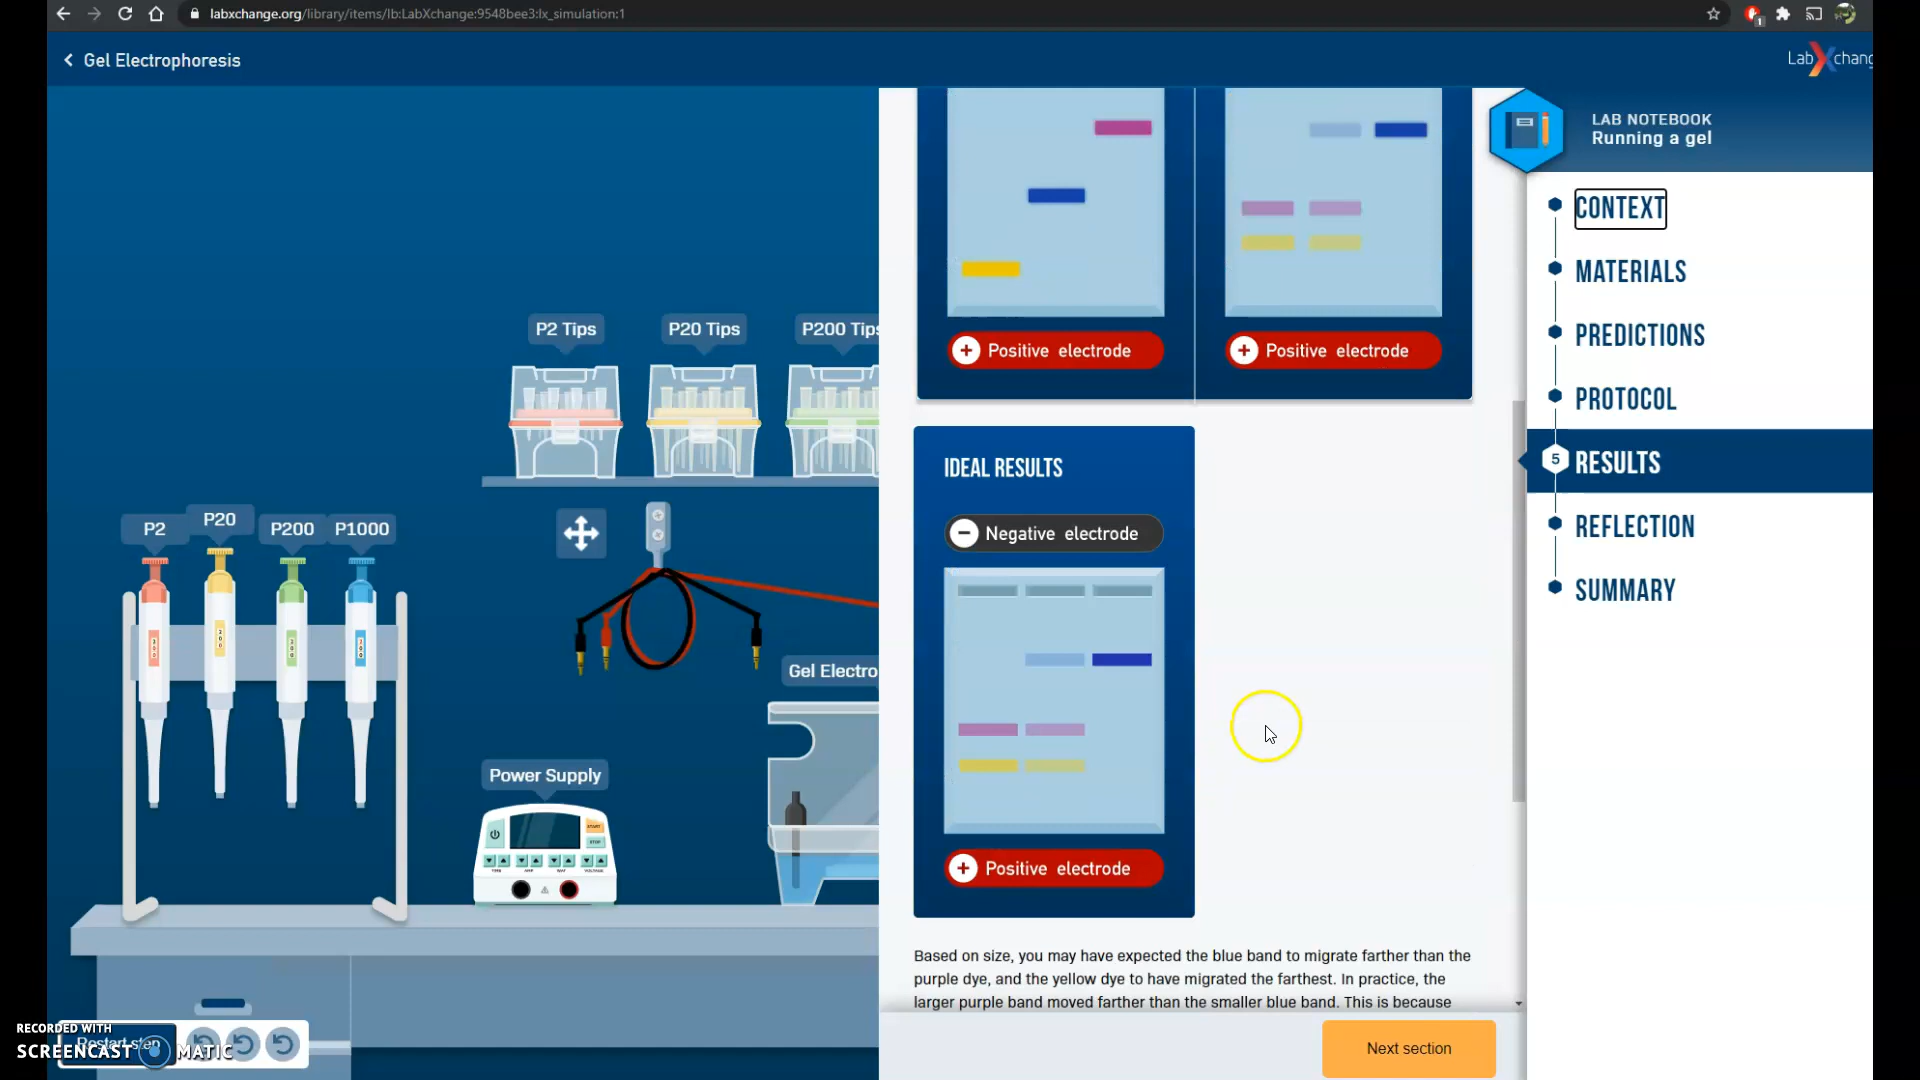 labxchange.org/library/items/lb:LabXchange:9548bee3:lx_simulation:1
Gel Electrophoresis
LabXchang
LAB NOTEBOOK
Running a gel
CONTEXT
MATERIALS
PREDICTIONS
PROTOCOL
5 RESULTS
REFLECTION
SUMMARY
P2 Tips
P20 Tips
P200 Tips
P2
P20
P200
P1000
Gel Electro
Power Supply
START
STOP
+ Positive electrode
+ Positive electrode
IDEAL RESULTS
− Negative electrode
+ Positive electrode
Based on size, you may have expected the blue band to migrate farther than the
purple dye, and the yellow dye to have migrated the farthest. In practice, the
larger purple band moved farther than the smaller blue band. This is because
Next section
Restart step
RECORDED WITH
SCREENCAST MATIC